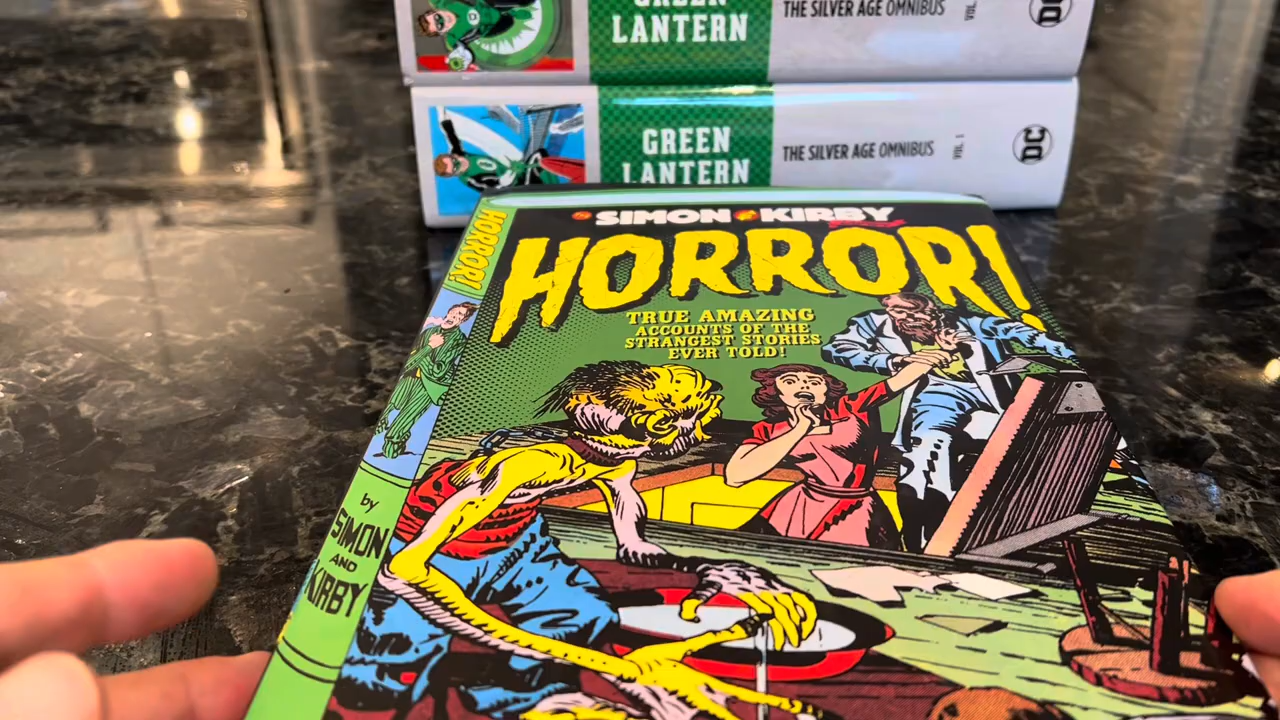 GREEN
LANTERN
THE SILVER AGE OMNIBUS
VOL.
DC
GREEN
LANTERN
THE SILVER AGE OMNIBUS
VOL. 1
DC
SIMON KIRBY
HORROR!
TRUE AMAZING
ACCOUNTS OF THE
STRANGEST STORIES
EVER TOLD!
HORROR!
by
SIMON
AND
KIRBY